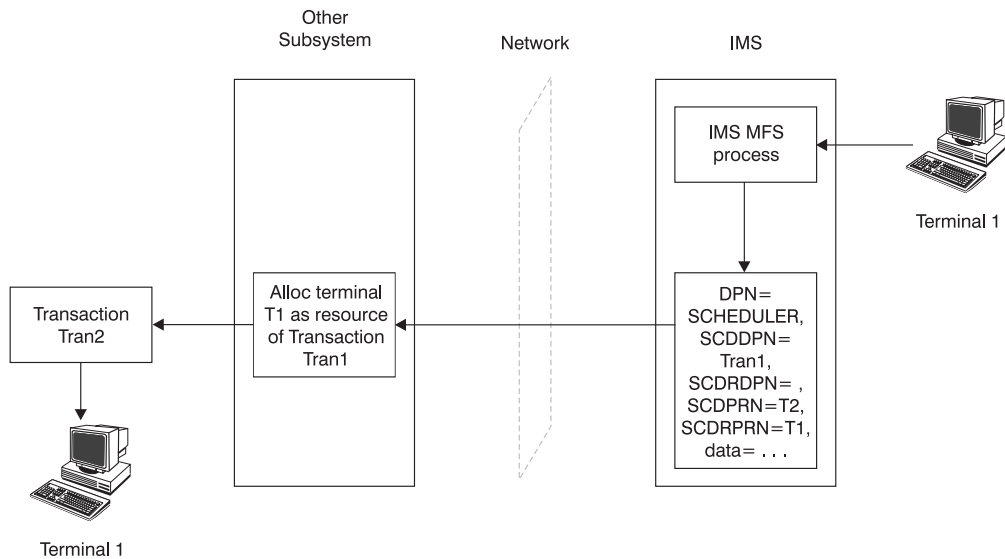 Other
Subsystem
Network
IMS
IMS MFS
process
Terminal 1
Alloc terminal
T1 as resource
of Transaction
Tran1
DPN=
SCHEDULER,
SCDDPN=
Tran1,
SCDRDPN= ,
SCDPRN=T2,
SCDRPRN=T1,
data= . . .
Transaction
Tran2
Terminal 1